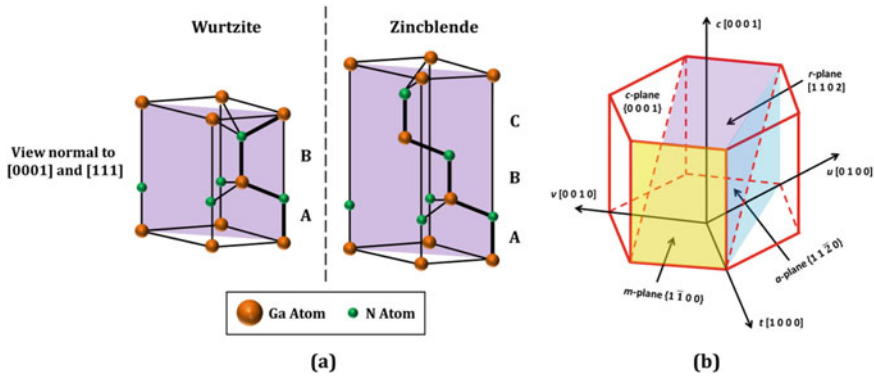 Wurtzite
Zincblende
View normal to
[0001] and [111]
B
A
C
B
A
Ga Atom
N Atom
(a)
c [0 0 0 1]
c-plane
{0 0 0 1}
r-plane
[1 1 0 2]
u [0 1 0 0]
v [0 0 1 0]
a-plane {1 1 2̅ 0}
m-plane {1 1̅ 0 0}
t [1 0 0 0]
(b)